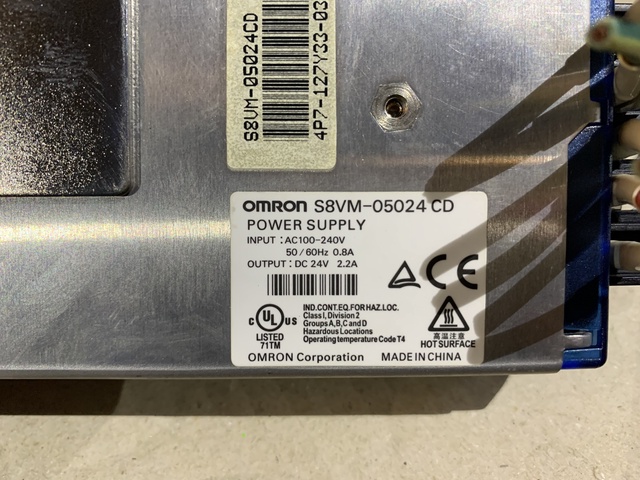 S8VM-05024CD
4P7-127Y33-03
OMRON S8VM-05024 CD
POWER SUPPLY
INPUT : AC100-240V
50/60Hz 0.8A
OUTPUT : DC 24V 2.2A
CE
C UL US
LISTED
71TM
IND.CONT.EQ.FOR HAZ.LOC.
Class I, Division 2
Groups A,B,C and D
Hazardous Locations
Operating temperature Code T4
高温注意
HOT SURFACE
OMRON Corporation MADE IN CHINA